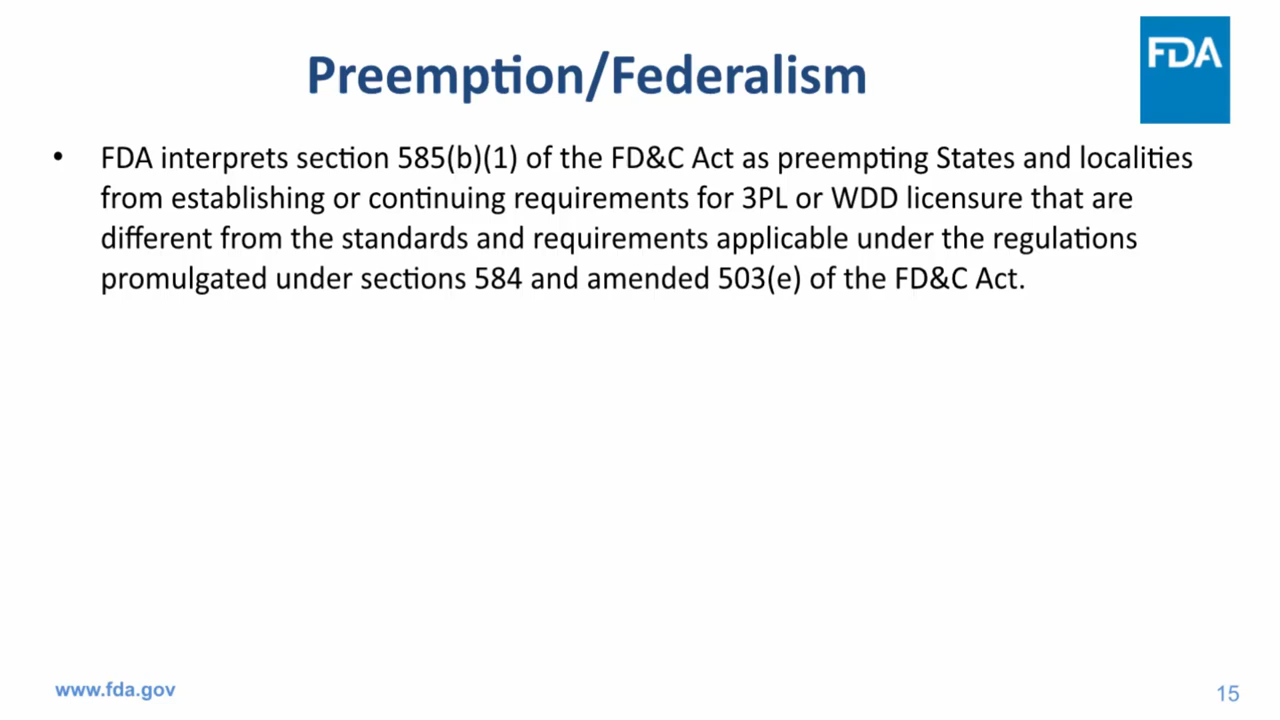 Preemption/Federalism
FDA
• FDA interprets section 585(b)(1) of the FD&C Act as preempting States and localities
from establishing or continuing requirements for 3PL or WDD licensure that are
different from the standards and requirements applicable under the regulations
promulgated under sections 584 and amended 503(e) of the FD&C Act.
www.fda.gov
15